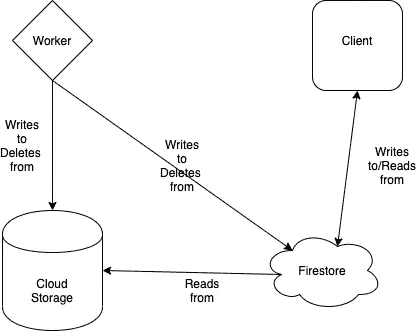 Worker
Client
Writes
to
Deletes
from
Writes
to
Deletes
from
Writes
to/Reads
from
Cloud
Storage
Reads
from
Firestore